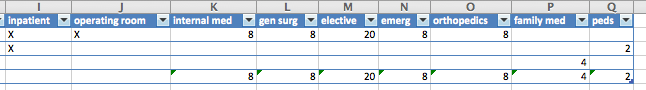 I J K L M N O P Q
inpatient operating room internal med gen surg elective emerg orthopedics family med peds
X X 8 8 20 8 8
X 2
4
8 8 20 8 8 4 2